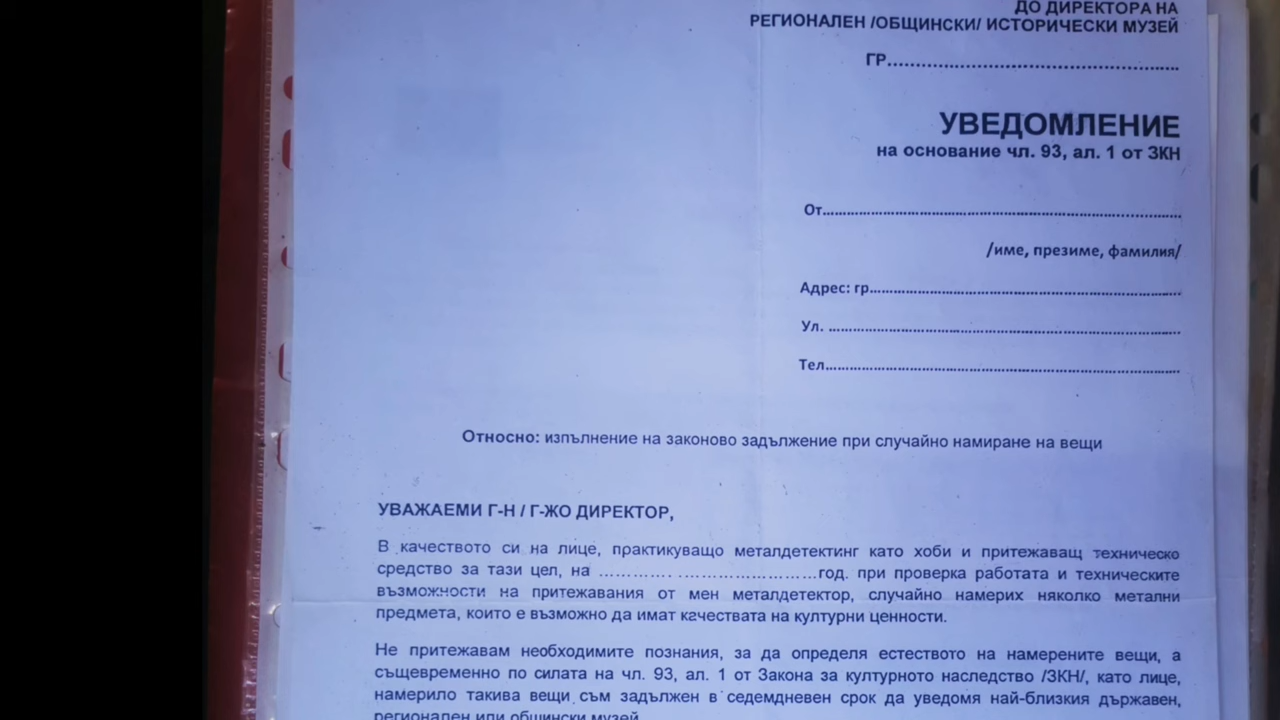 ДО ДИРЕКТОРА НА
РЕГИОНАЛЕН /ОБЩИНСКИ/ ИСТОРИЧЕСКИ МУЗЕЙ
ГР....................................................
УВЕДОМЛЕНИЕ
на основание чл. 93, ал. 1 от ЗКН
От..........................................................................
/име, презиме, фамилия/
Адрес: гр..............................................................
Ул. ......................................................................
Тел.......................................................................
Относно: изпълнение на законово задължение при случайно намиране на вещи
УВАЖАЕМИ Г-Н / Г-ЖО ДИРЕКТОР,
В качеството си на лице, практикуващо металдетектинг като хоби и притежаващ техническо
средство за тази цел, на ............. .........................год. при проверка работата и техническите
възможности на притежавания от мен металдетектор, случайно намерих няколко метални
предмета, които е възможно да имат качествата на културни ценности.
Не притежавам необходимите познания, за да определя естеството на намерените вещи, а
същевременно по силата на чл. 93, ал. 1 от Закона за културното наследство /ЗКН/, като лице,
намерило такива вещи съм задължен в седемдневен срок да уведомя най-близкия държавен,
регионален или общински музей.